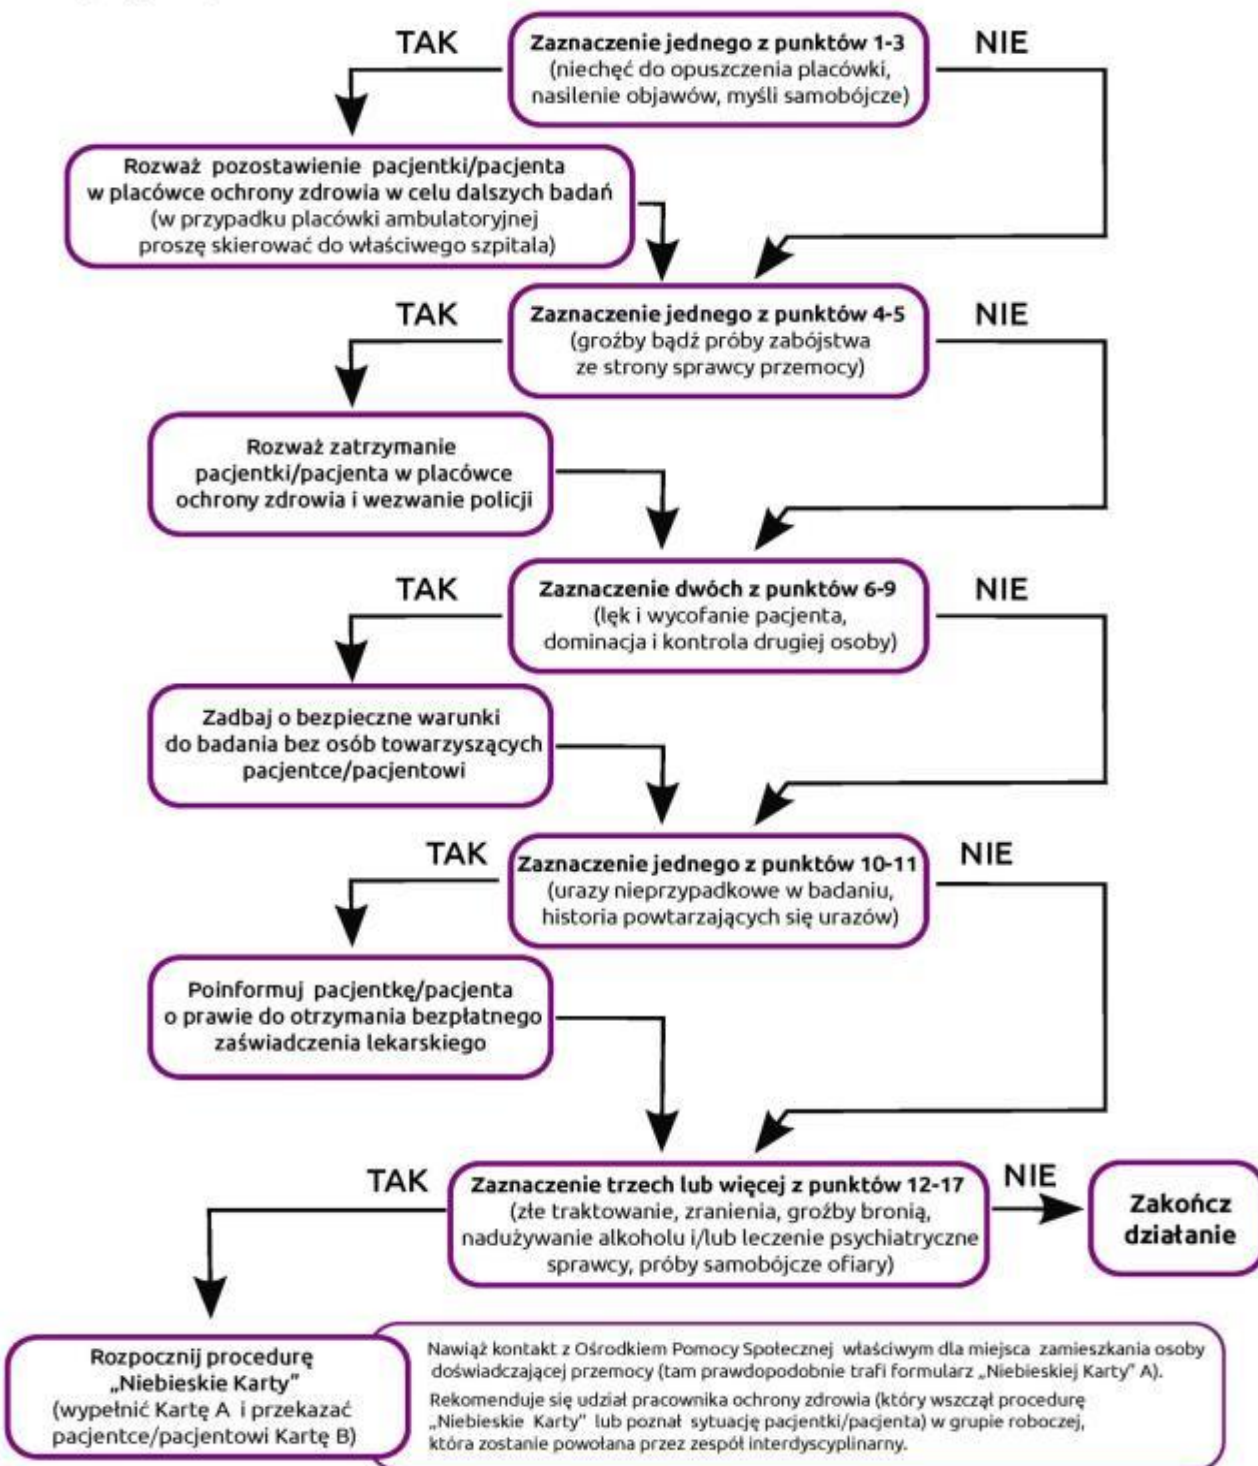 TAK
Zaznaczenie jednego z punktów 1-3
(niechęć do opuszczenia placówki,
nasilenie objawów, myśli samobójcze)
NIE
Rozważ pozostawienie pacjentki/pacjenta
w placówce ochrony zdrowia w celu dalszych badań
(w przypadku placówki ambulatoryjnej
proszę skierować do właściwego szpitala)
TAK
Zaznaczenie jednego z punktów 4-5
(groźby bądź próby zabójstwa
ze strony sprawcy przemocy)
NIE
Rozważ zatrzymanie
pacjentki/pacjenta w placówce
ochrony zdrowia i wezwanie policji
TAK
Zaznaczenie dwóch z punktów 6-9
(lęk i wycofanie pacjenta,
dominacja i kontrola drugiej osoby)
NIE
Zadbaj o bezpieczne warunki
do badania bez osób towarzyszących
pacjentce/pacjentowi
TAK
Zaznaczenie jednego z punktów 10-11
(urazy nieprzypadkowe w badaniu,
historia powtarzających się urazów)
NIE
Poinformuj pacjentkę/pacjenta
o prawie do otrzymania bezpłatnego
zaświadczenia lekarskiego
TAK
Zaznaczenie trzech lub więcej z punktów 12-17
(złe traktowanie, zranienia, groźby bronią,
nadużywanie alkoholu i/lub leczenie psychiatryczne
sprawcy, próby samobójcze ofiary)
NIE
Zakończ
działanie
Rozpocznij procedurę
„Niebieskie Karty"
(wypełnić Kartę A i przekazać
pacjentce/pacjentowi Kartę B)
Nawiąż kontakt z Ośrodkiem Pomocy Społecznej właściwym dla miejsca zamieszkania osoby
doświadczającej przemocy (tam prawdopodobnie trafi formularz „Niebieskiej Karty" A).
Rekomenduje się udział pracownika ochrony zdrowia (który wszczął procedurę
„Niebieskie Karty" lub poznał sytuację pacjentki/pacjenta) w grupie roboczej,
która zostanie powołana przez zespół interdyscyplinarny.